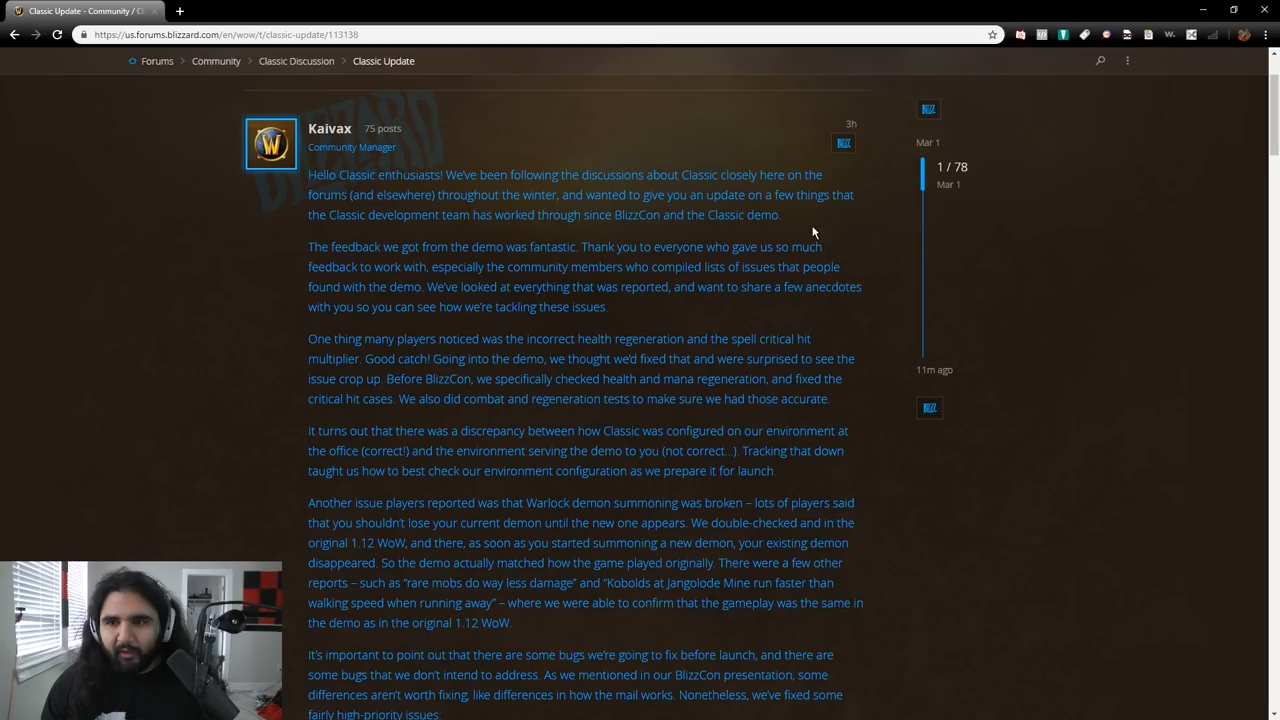 Classic Update - Community / Cl
https://us.forums.blizzard.com/en/wow/t/classic-update/113138
Forums > Community > Classic Discussion > Classic Update
BLIZZARD
Kaivax 75 posts 3h
Community Manager
BLIZZ
Hello Classic enthusiasts! We've been following the discussions about Classic closely here on the
forums (and elsewhere) throughout the winter, and wanted to give you an update on a few things that
the Classic development team has worked through since BlizzCon and the Classic demo.
The feedback we got from the demo was fantastic. Thank you to everyone who gave us so much
feedback to work with, especially the community members who compiled lists of issues that people
found with the demo. We've looked at everything that was reported, and want to share a few anecdotes
with you so you can see how we're tackling these issues.
One thing many players noticed was the incorrect health regeneration and the spell critical hit
multiplier. Good catch! Going into the demo, we thought we'd fixed that and were surprised to see the
issue crop up. Before BlizzCon, we specifically checked health and mana regeneration, and fixed the
critical hit cases. We also did combat and regeneration tests to make sure we had those accurate.
It turns out that there was a discrepancy between how Classic was configured on our environment at
the office (correct!) and the environment serving the demo to you (not correct...). Tracking that down
taught us how to best check our environment configuration as we prepare it for launch.
Another issue players reported was that Warlock demon summoning was broken – lots of players said
that you shouldn't lose your current demon until the new one appears. We double-checked and in the
original 1.12 WoW, and there, as soon as you started summoning a new demon, your existing demon
disappeared. So the demo actually matched how the game played originally. There were a few other
reports – such as "rare mobs do way less damage" and "Kobolds at Jangolode Mine run faster than
walking speed when running away" – where we were able to confirm that the gameplay was the same in
the demo as in the original 1.12 WoW.
It's important to point out that there are some bugs we're going to fix before launch, and there are
some bugs that we don't intend to address. As we mentioned in our BlizzCon presentation, some
differences aren't worth fixing, like differences in how the mail works. Nonetheless, we've fixed some
fairly high-priority issues:
BLIZZ
Mar 1
1 / 78
Mar 1
11m ago
BLIZZ